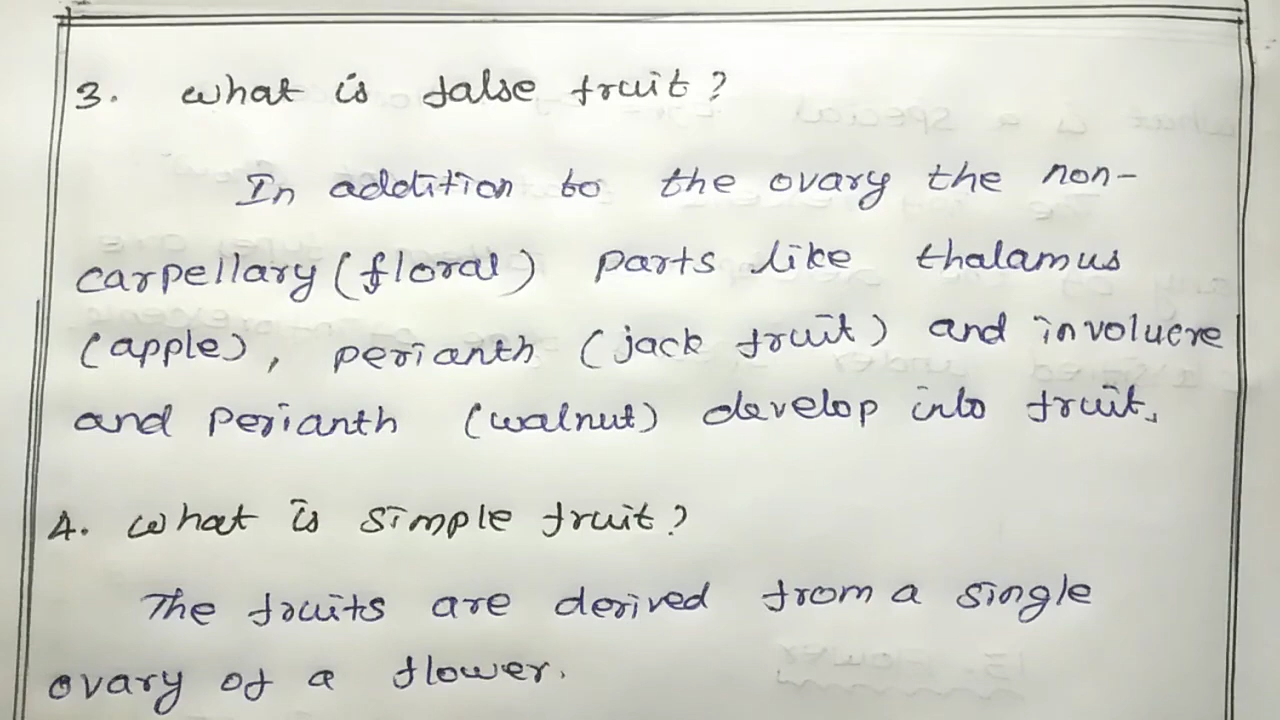 3. What is false fruit?
In addition to the ovary the non-
carpellary (floral) parts like thalamus
(apple), perianth (jack fruit) and involucre
and perianth (walnut) develop into fruit.
4. What is simple fruit?
The fruits are derived from a single
ovary of a flower.